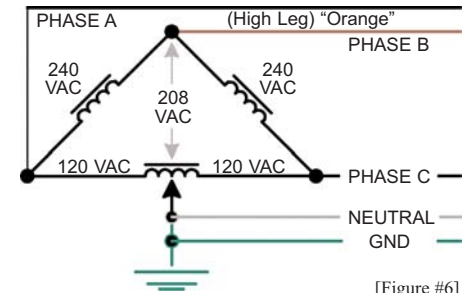 PHASE A
(High Leg) “Orange”
PHASE B
240
VAC
240
VAC
208
VAC
120 VAC
120 VAC
PHASE C
NEUTRAL
GND
[Figure #6]